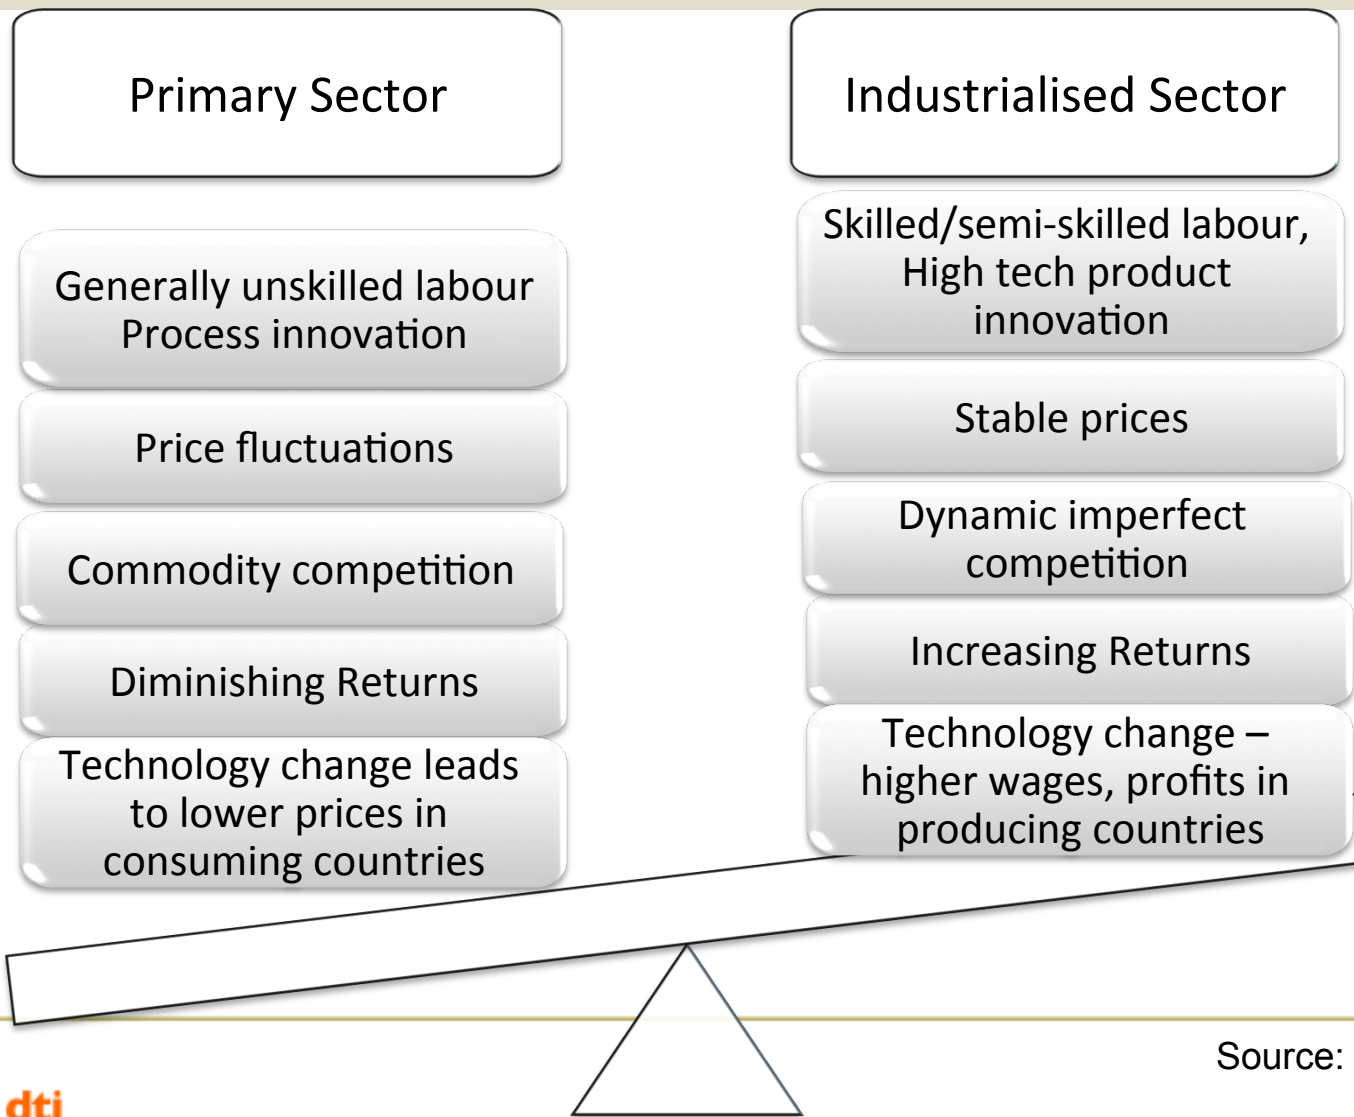 Primary Sector
Generally unskilled labour
Process innovation
Price fluctuations
Commodity competition
Diminishing Returns
Technology change leads
to lower prices in
consuming countries
Industrialised Sector
Skilled/semi-skilled labour,
High tech product
innovation
Stable prices
Dynamic imperfect
competition
Increasing Returns
Technology change –
higher wages, profits in
producing countries
Source:
dti